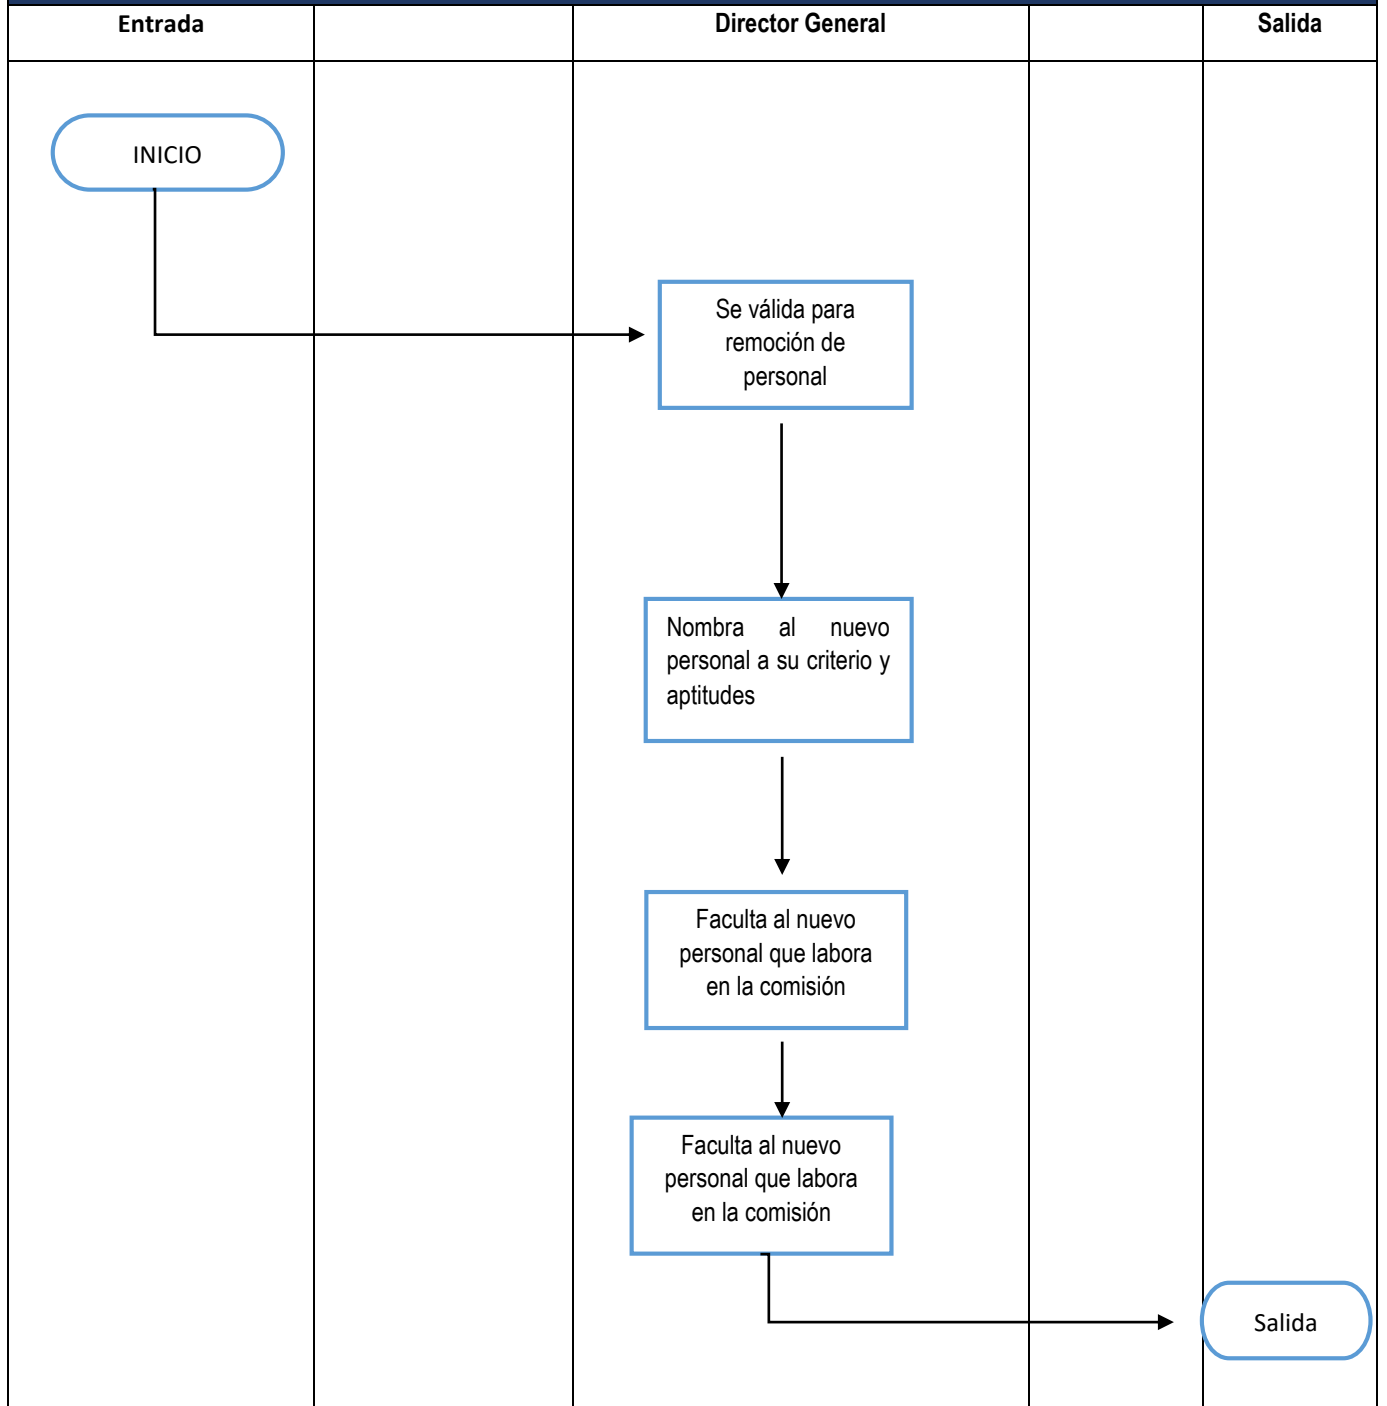 Entrada
Director General
Salida
INICIO
Se válida para
remoción de
personal
Nombra al nuevo
personal a su criterio y
aptitudes
Faculta al nuevo
personal que labora
en la comisión
Faculta al nuevo
personal que labora
en la comisión
Salida